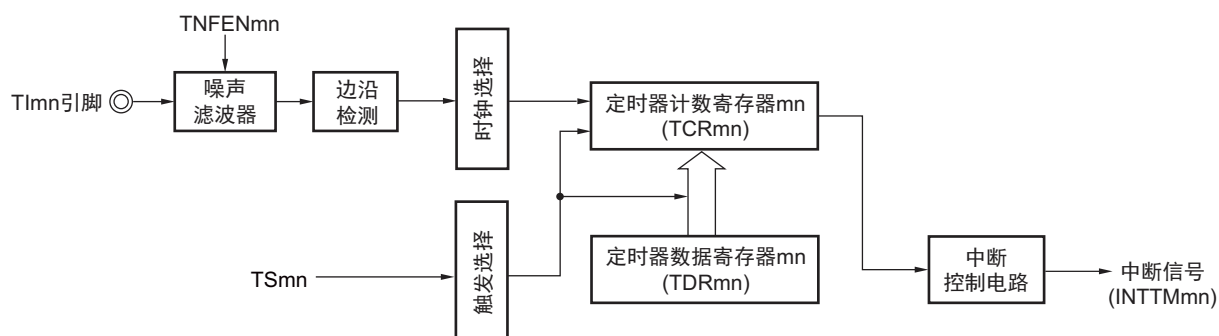 TNFENmn
TImn引脚
噪声
滤波器
边沿
检测
时钟选择
定时器计数寄存器mn
(TCRmn)
TSmn
触发选择
定时器数据寄存器mn
(TDRmn)
中断
控制电路
中断信号
(INTTMmn)